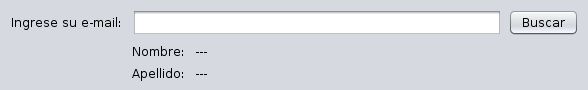 Ingrese su e-mail: Buscar
Nombre: ---
Apellido: ---